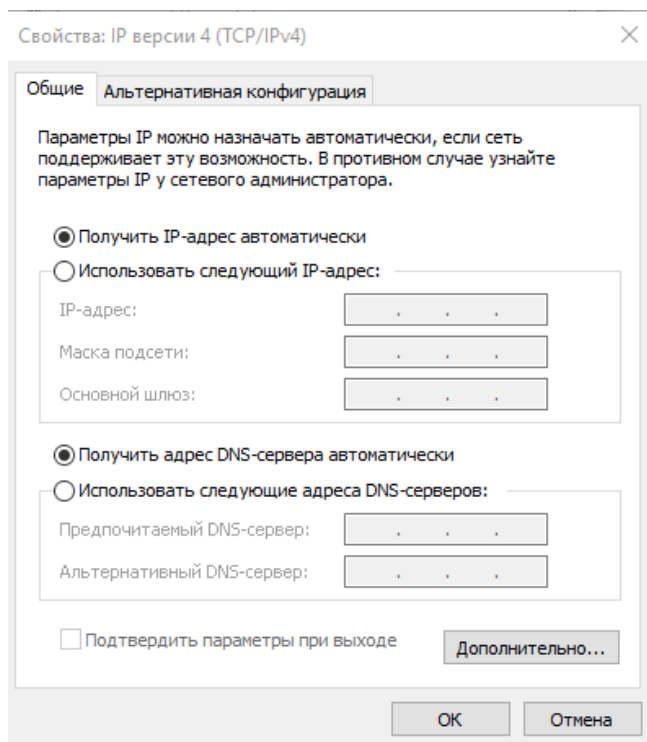 Свойства: IP версии 4 (TCP/IPv4)
Общие
Альтернативная конфигурация
Параметры IP можно назначать автоматически, если сеть
поддерживает эту возможность. В противном случае узнайте
параметры IP у сетевого администратора.
Получить IP-адрес автоматически
Использовать следующий IP-адрес:
IP-адрес:
Маска подсети:
Основной шлюз:
Получить адрес DNS-сервера автоматически
Использовать следующие адреса DNS-серверов:
Предпочитаемый DNS-сервер:
Альтернативный DNS-сервер:
Подтвердить параметры при выходе
Дополнительно...
ОК
Отмена